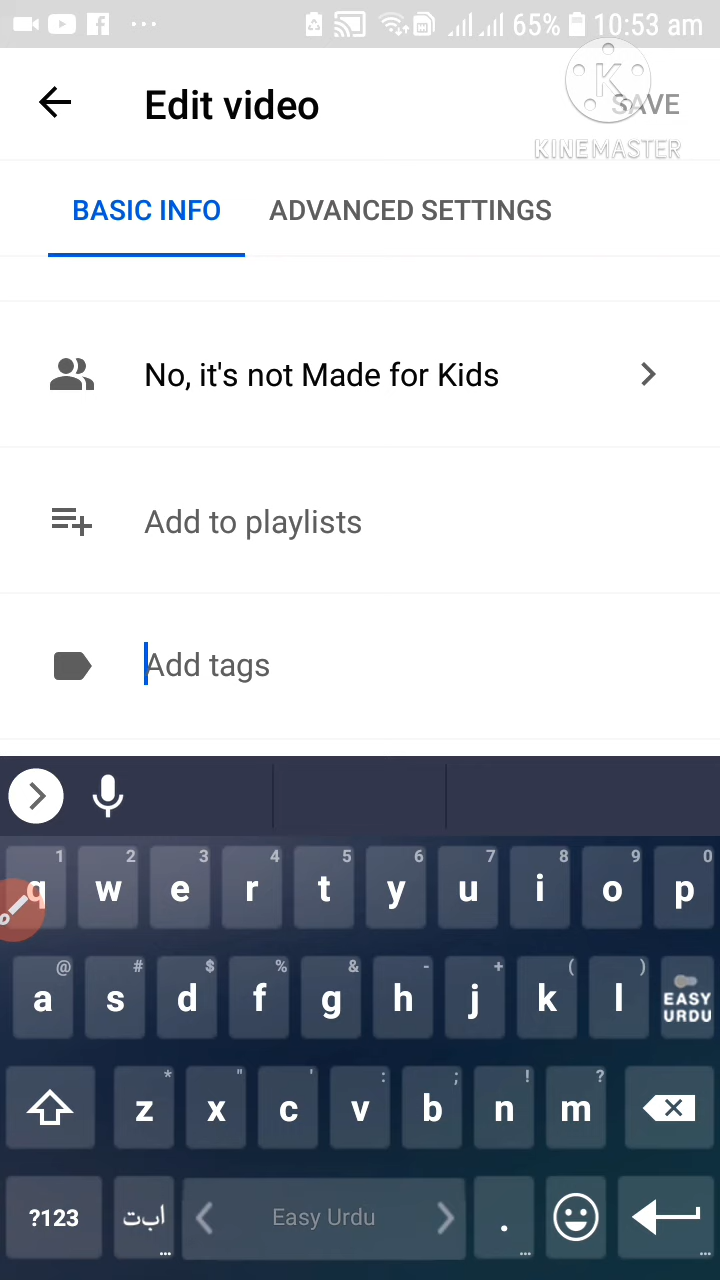 65% 10:53 am
Edit video
SAVE
K
KINEMASTER
BASIC INFO ADVANCED SETTINGS
No, it's not Made for Kids
Add to playlists
Add tags
1 2 3 4 5 6 7 8 9 0
q w e r t y u i o p
@ # $ % & - + ( )
a s d f g h j k l EASY URDU
* " ' : ; ! ?
z x c v b n m
?123 ابت Easy Urdu .